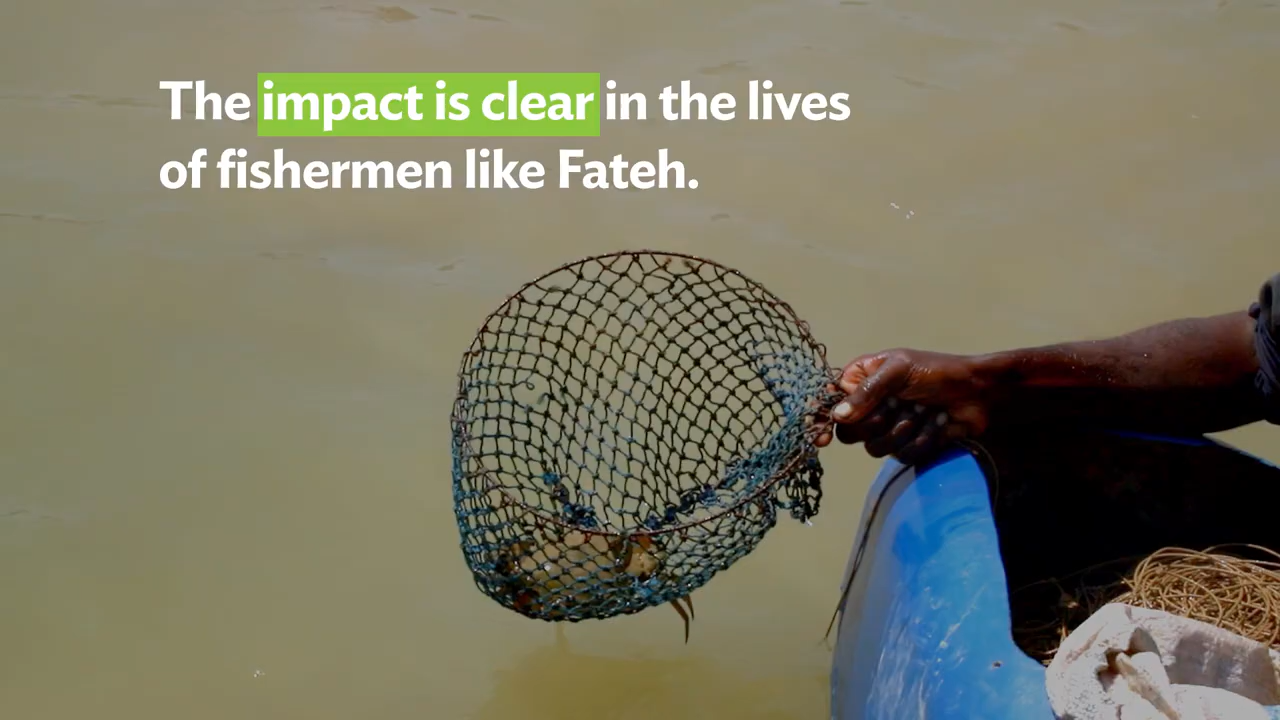 The impact is clear in the lives
of fishermen like Fateh.